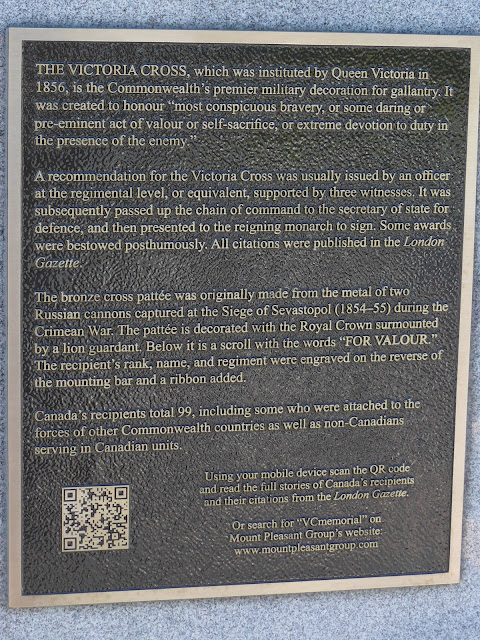 THE VICTORIA CROSS, which was instituted by Queen Victoria in
1856, is the Commonwealth's premier military decoration for gallantry. It
was created to honour “most conspicuous bravery, or some daring or
pre-eminent act of valour or self-sacrifice, or extreme devotion to duty in
the presence of the enemy.”
A recommendation for the Victoria Cross was usually issued by an officer
at the regimental level, or equivalent, supported by three witnesses. It was
subsequently passed up the chain of command to the secretary of state for
defence, and then presented to the reigning monarch to sign. Some awards
were bestowed posthumously. All citations were published in the London
Gazette.
The bronze cross pattée was originally made from the metal of two
Russian cannons captured at the Siege of Sevastopol (1854–55) during the
Crimean War. The pattée is decorated with the Royal Crown surmounted
by a lion guardant. Below it is a scroll with the words “FOR VALOUR.”
The recipient's rank, name, and regiment were engraved on the reverse of
the mounting bar and a ribbon added.
Canada's recipients total 99, including some who were attached to the
forces of other Commonwealth countries as well as non-Canadians
serving in Canadian units.
Using your mobile device scan the QR code
and read the full stories of Canada's recipients
and their citations from the London Gazette.
Or search for “VCmemorial” on
Mount Pleasant Group's website:
www.mountpleasantgroup.com